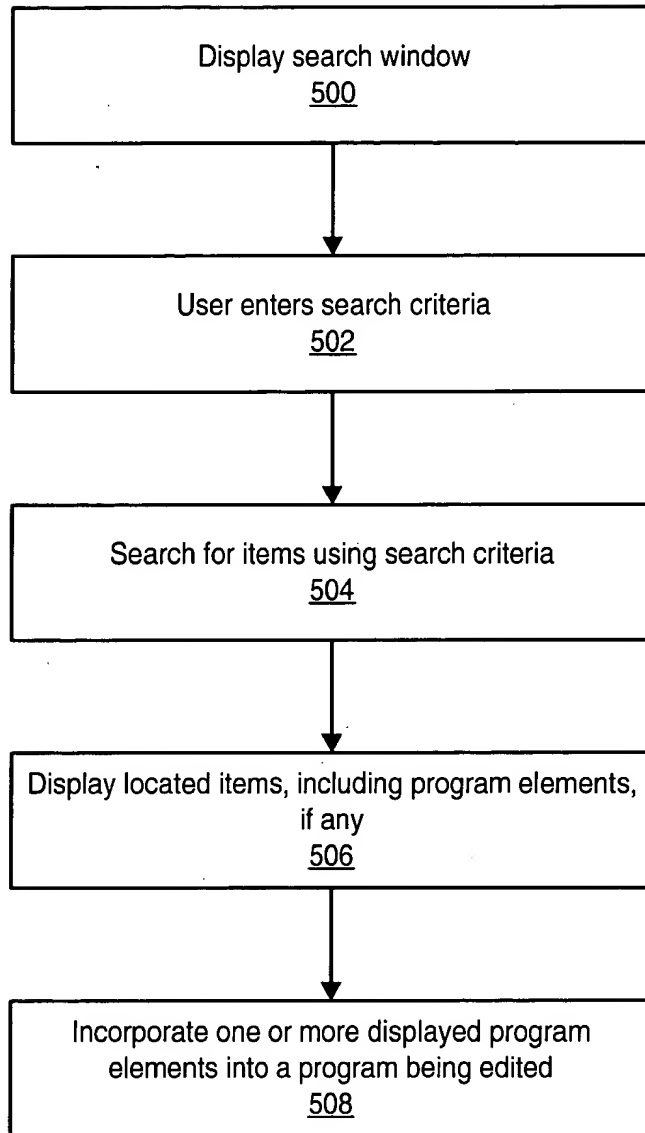 Display search window
500
User enters search criteria
502
Search for items using search criteria
504
Display located items, including program elements,
if any
506
Incorporate one or more displayed program
elements into a program being edited
508